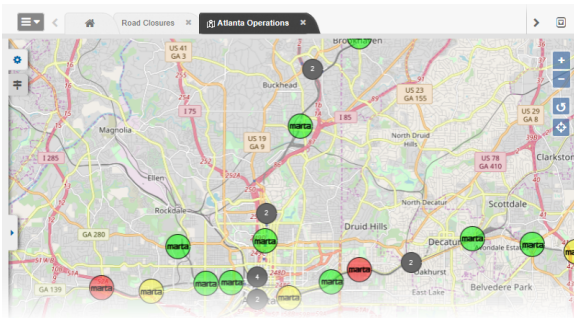 Road Closures
Atlanta Operations
US 41
GA 3
Brookhaven
2
Buckhead
US 23
GA 155
I 75
I 85
marta
US 29
GA 8
Magnolia
US 19
GA 9
North Druid
Hills
I 285
US 78
GA 410
Clarkston
Ellen
North Decatur
Scottdale
Rockdale
2
Druid Hills
GA 280
marta
marta
Decatur
marta
Avondale Estates
marta
2
Oakhurst
4
marta
GA 139
marta
marta
marta
marta
2
marta
marta
East Lake
Belvedere Park